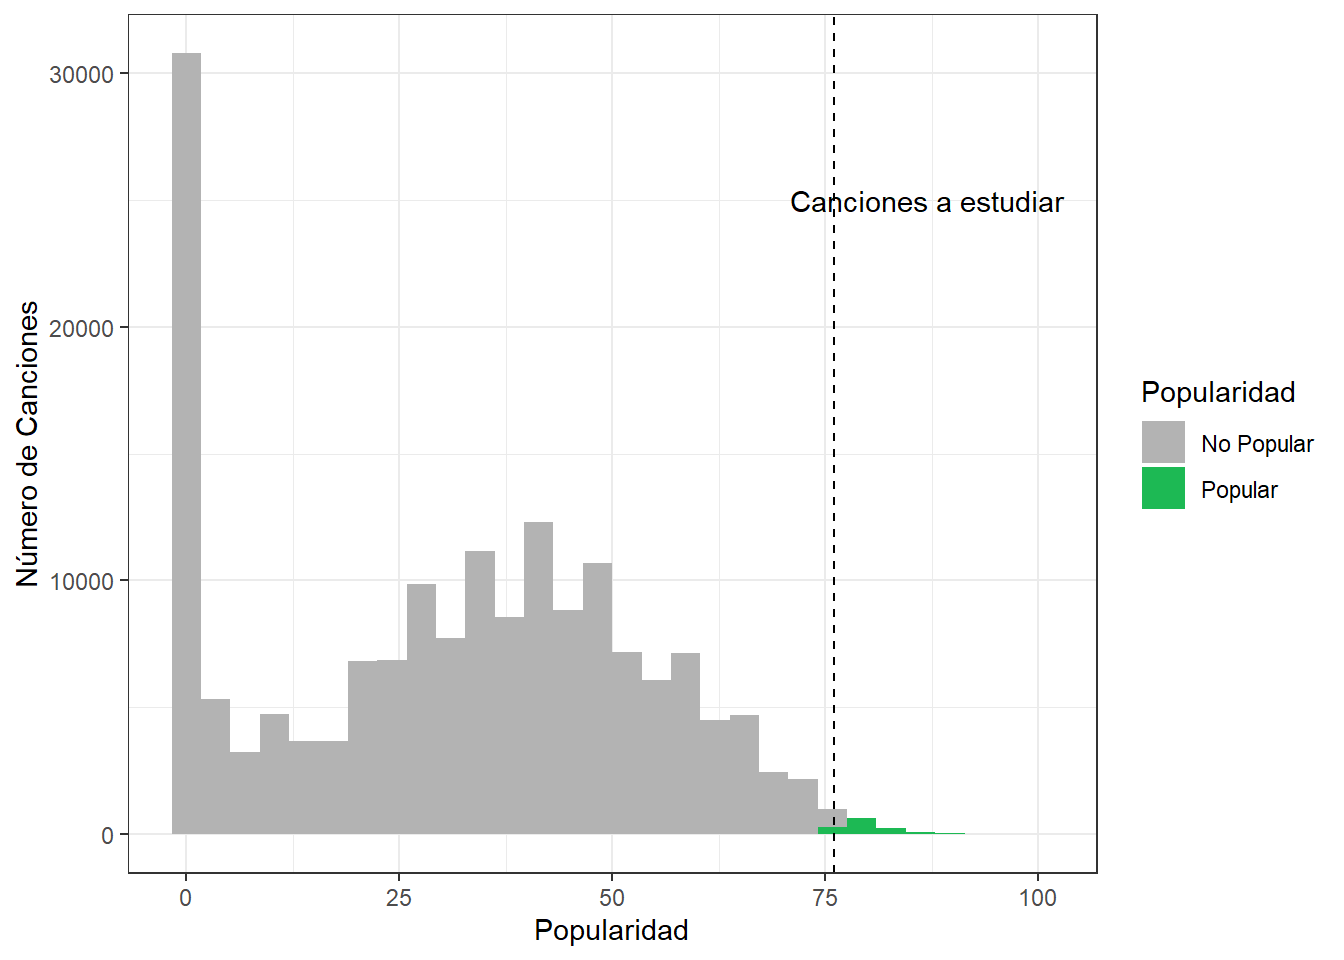 30000
20000
10000
0
Número de Canciones
Canciones a estudiar
0
25
50
75
100
Popularidad
Popularidad
No Popular
Popular